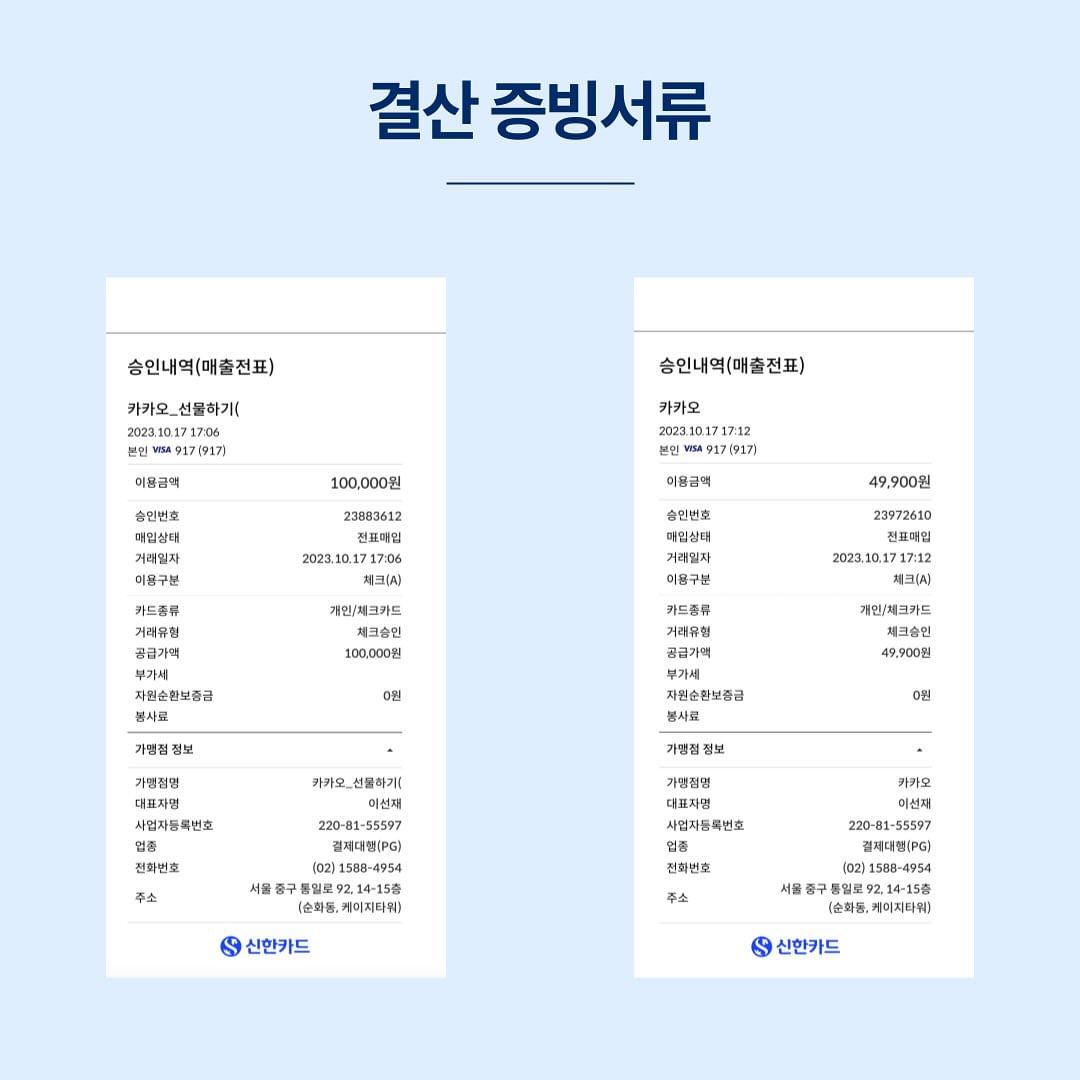 결산 증빙서류
승인내역(매출전표)
카카오_선물하기(
2023.10.17 17:06
본인 VISA 917 (917)
이용금액 100,000원
승인번호 23883612
매입상태 전표매입
거래일자 2023.10.17 17:06
이용구분 체크(A)
카드종류 개인/체크카드
거래유형 체크승인
공급가액 100,000원
부가세
자원순환보증금 0원
봉사료
가맹점 정보
가맹점명 카카오_선물하기(
대표자명 이선재
사업자등록번호 220-81-55597
업종 결제대행(PG)
전화번호 (02) 1588-4954
주소 서울 중구 통일로 92, 14-15층
(순화동, 케이지타워)
신한카드
승인내역(매출전표)
카카오
2023.10.17 17:12
본인 VISA 917 (917)
이용금액 49,900원
승인번호 23972610
매입상태 전표매입
거래일자 2023.10.17 17:12
이용구분 체크(A)
카드종류 개인/체크카드
거래유형 체크승인
공급가액 49,900원
부가세
자원순환보증금 0원
봉사료
가맹점 정보
가맹점명 카카오
대표자명 이선재
사업자등록번호 220-81-55597
업종 결제대행(PG)
전화번호 (02) 1588-4954
주소 서울 중구 통일로 92, 14-15층
(순화동, 케이지타워)
신한카드